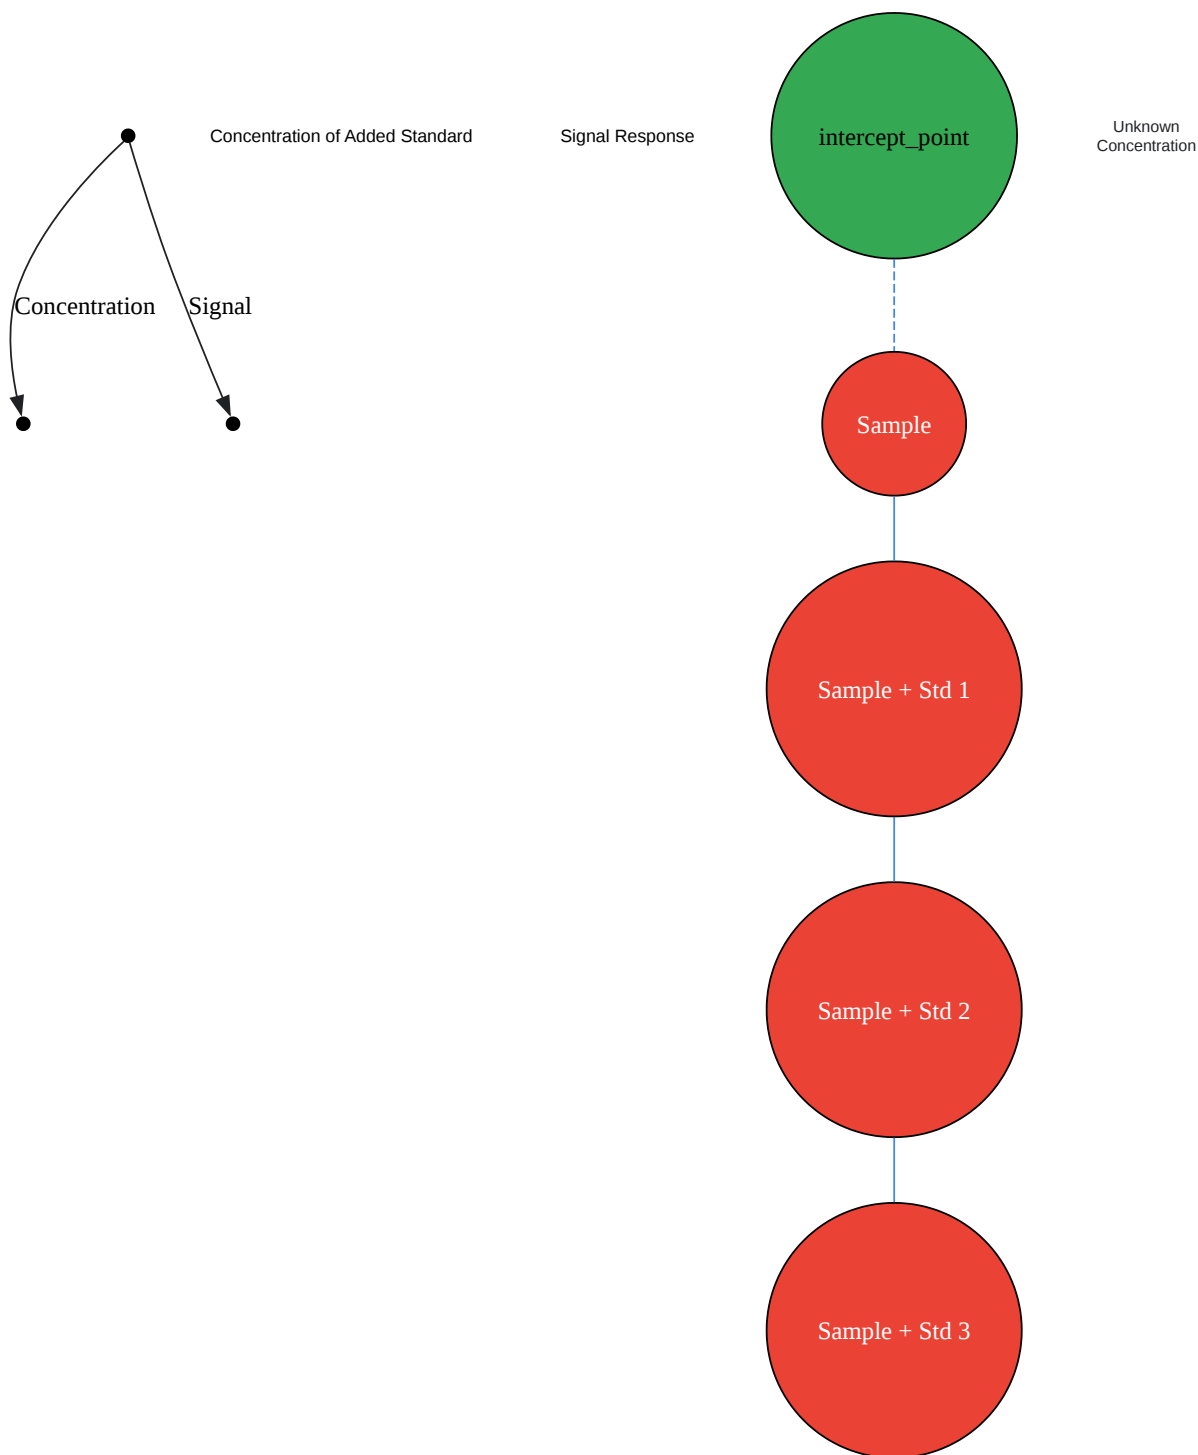 Concentration of Added Standard
Signal Response
intercept_point
Unknown
Concentration
Concentration
Signal
Sample
Sample + Std 1
Sample + Std 2
Sample + Std 3